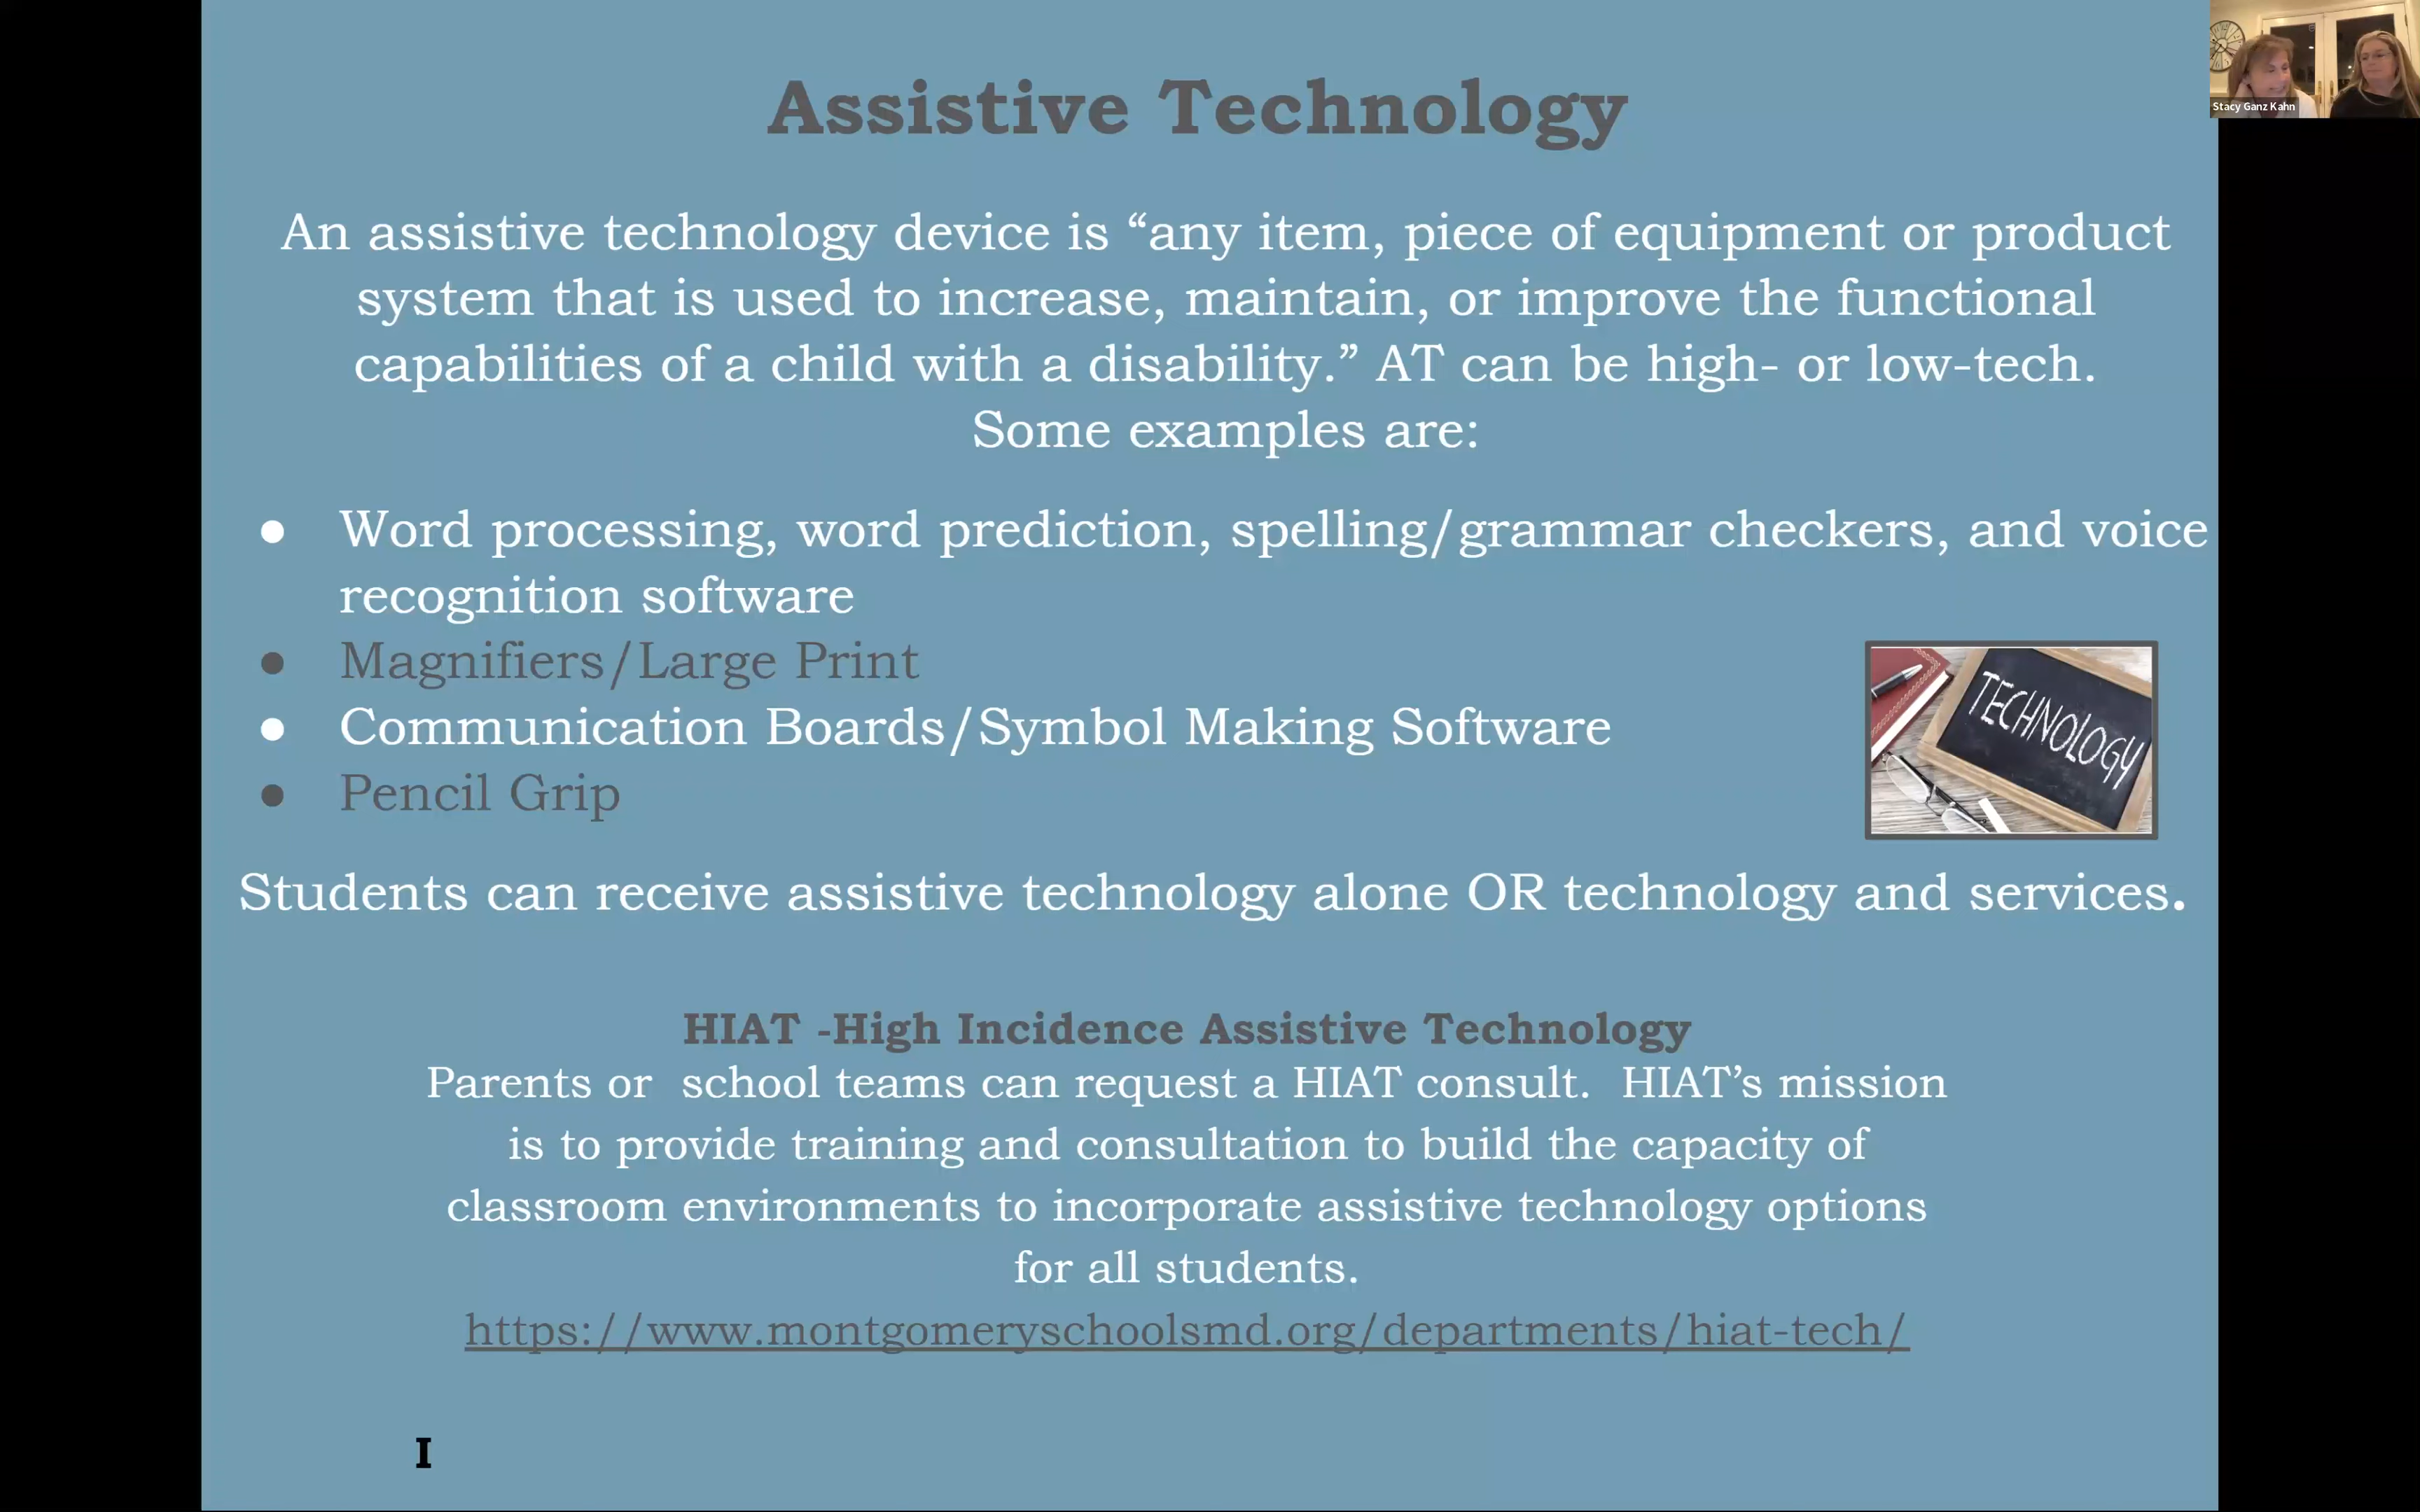 Stacy Ganz Kahn
Assistive Technology
An assistive technology device is “any item, piece of equipment or product
system that is used to increase, maintain, or improve the functional
capabilities of a child with a disability.” AT can be high- or low-tech.
Some examples are:
● Word processing, word prediction, spelling/grammar checkers, and voice
recognition software
● Magnifiers/Large Print
● Communication Boards/Symbol Making Software
● Pencil Grip
TECHNOLOGY
Students can receive assistive technology alone OR technology and services.
HIAT -High Incidence Assistive Technology
Parents or  school teams can request a HIAT consult.  HIAT’s mission
is to provide training and consultation to build the capacity of
classroom environments to incorporate assistive technology options
for all students.
https://www.montgomeryschoolsmd.org/departments/hiat-tech/
I